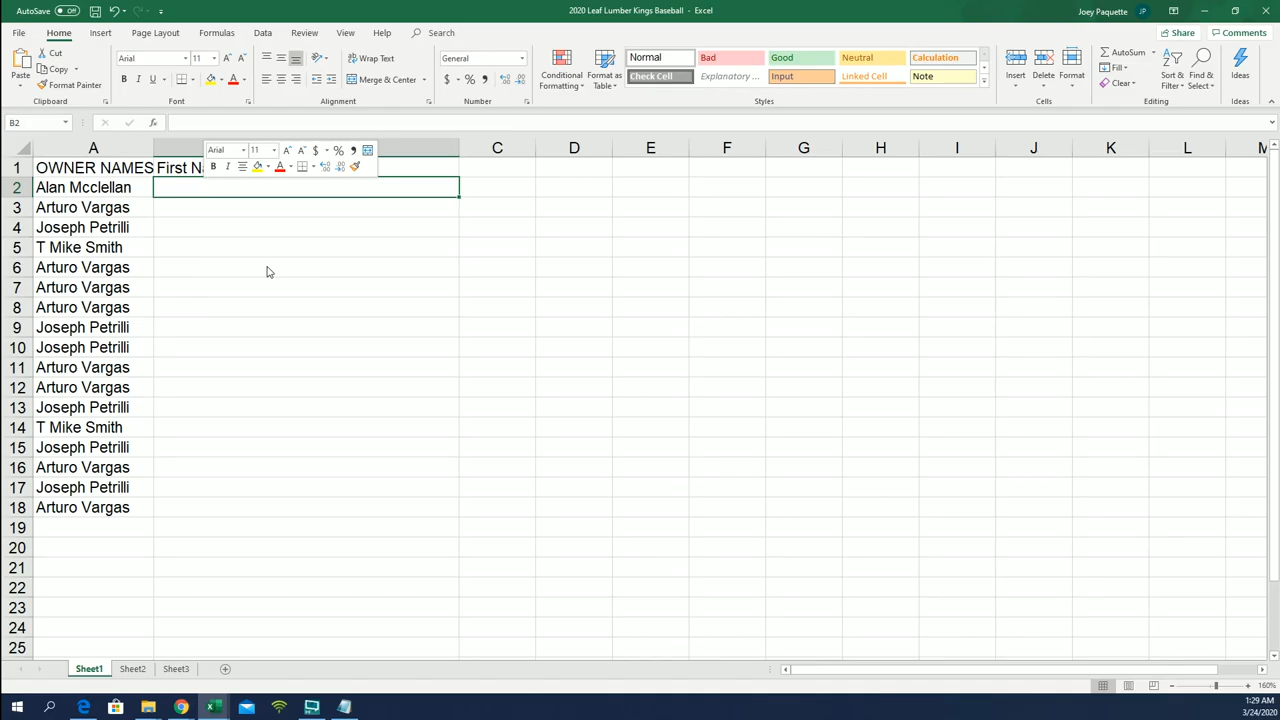 AutoSave Off 2020 Leaf Lumber Kings Baseball - Excel Joey Paquette JP
File Home Insert Page Layout Formulas Data Review View Help Search Share Comments
Paste Cut Copy Format Painter Clipboard
Arial 11 B I U Font
Wrap Text Merge & Center Alignment
General $ % , Number
Conditional Formatting Format as Table
Normal Bad Good Neutral Calculation
Check Cell Explanatory ... Input Linked Cell Note
Styles
Insert Delete Format Cells
AutoSum Fill Clear Sort & Filter Find & Select Editing
Ideas Ideas
B2 fx
Arial 11 A A $ % ,
B I A
A C D E F G H I J K L M
1 OWNER NAMES First Na
2 Alan Mcclellan
3 Arturo Vargas
4 Joseph Petrilli
5 T Mike Smith
6 Arturo Vargas
7 Arturo Vargas
8 Arturo Vargas
9 Joseph Petrilli
10 Joseph Petrilli
11 Arturo Vargas
12 Arturo Vargas
13 Joseph Petrilli
14 T Mike Smith
15 Joseph Petrilli
16 Arturo Vargas
17 Joseph Petrilli
18 Arturo Vargas
19
20
21
22
23
24
25
Sheet1 Sheet2 Sheet3
160%
1:29 AM
3/24/2020